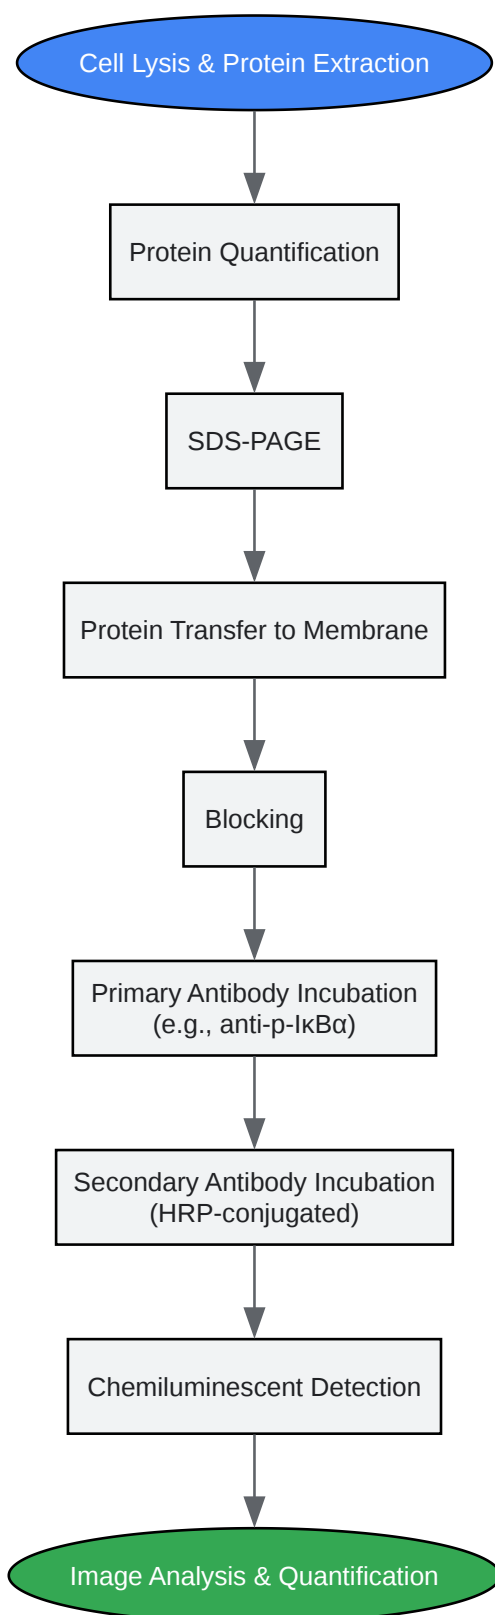 Cell Lysis & Protein Extraction
Protein Quantification
SDS-PAGE
Protein Transfer to Membrane
Blocking
Primary Antibody Incubation
(e.g., anti-p-IκBα)
Secondary Antibody Incubation
(HRP-conjugated)
Chemiluminescent Detection
Image Analysis & Quantification